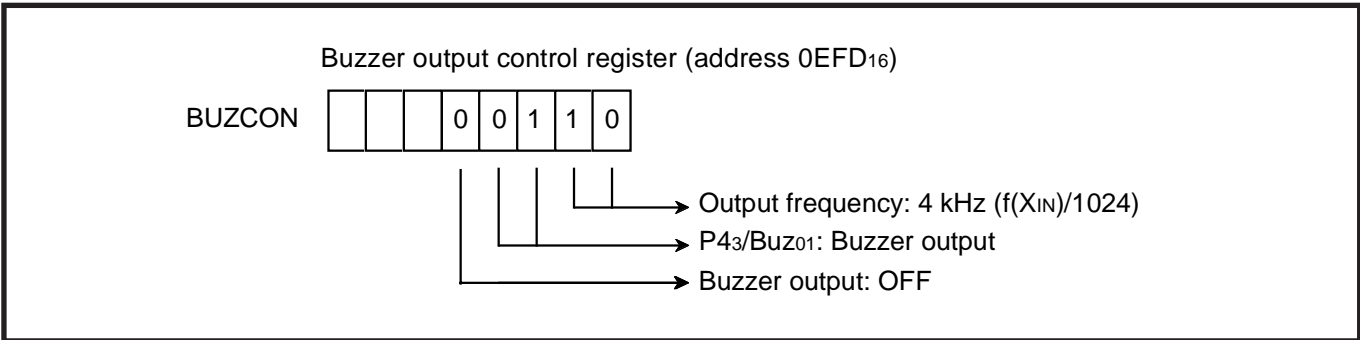 Buzzer output control register (address 0EFD16)
BUZCON 0 0 1 1 0
Output frequency: 4 kHz (f(XIN)/1024)
P43/Buz01: Buzzer output
Buzzer output: OFF